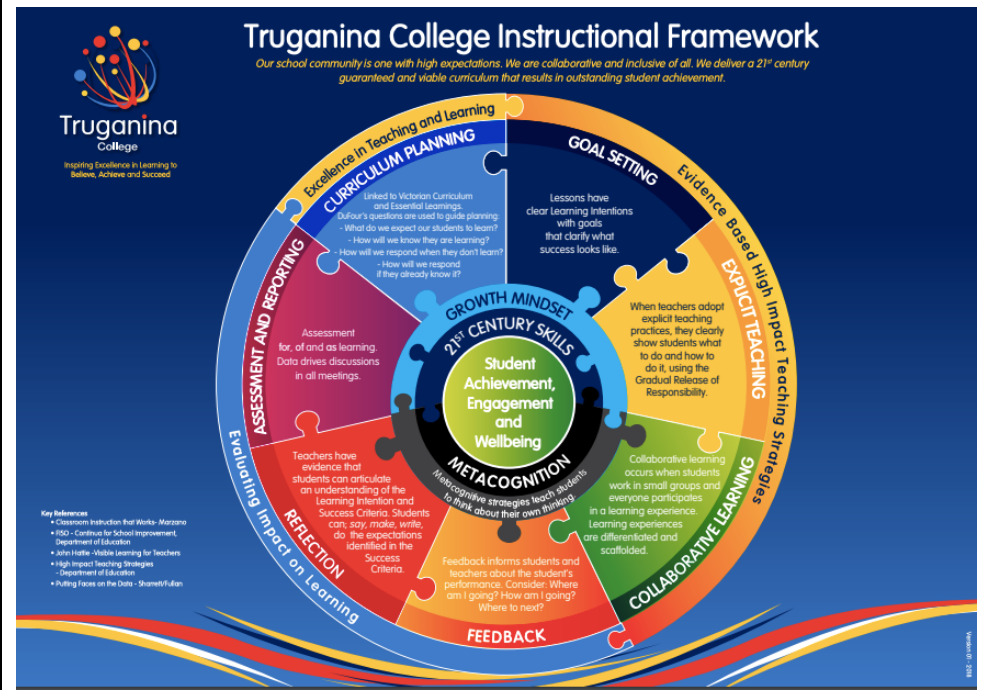 Truganina College Instructional Framework
Our school community is one with high expectations. We are collaborative and inclusive of all. We deliver a 21st century
guaranteed and viable curriculum that results in outstanding student achievement.
Truganina
College
Inspiring Excellence in Learning to
Believe, Achieve and Succeed
Excellence in Teaching and Learning
CURRICULUM PLANNING
Linked to Victorian Curriculum
and Essential Learnings.
DuFour's questions are used to guide planning:
- What do we expect our students to learn?
- How will we know they are learning?
- How will we respond when they don't learn?
- How will we respond
if they already know it?
GOAL SETTING
Lessons have
clear Learning Intentions
with goals
that clarify what
success looks like.
Evidence Based High Impact Teaching Strategies
EXPLICIT TEACHING
When teachers adopt
explicit teaching
practices, they clearly
show students what
to do and how to
do it, using the
Gradual Release of
Responsibility.
COLLABORATIVE LEARNING
Collaborative learning
occurs when students
work in small groups and
everyone participates
in a learning experience.
Learning experiences
are differentiated and
scaffolded.
FEEDBACK
Feedback informs students and
teachers about the student's
performance. Consider: Where
am I going? How am I going?
Where to next?
Evaluating Impact on Learning
REFLECTION
Teachers have
evidence that
students can articulate
an understanding of the
Learning Intention and
Success Criteria. Students
can; say, make, write,
do the expectations
identified in the
Success
Criteria.
ASSESSMENT AND REPORTING
Assessment
for, of and as learning.
Data drives discussions
in all meetings.
GROWTH MINDSET
21ST CENTURY SKILLS
Student
Achievement,
Engagement
and
Wellbeing
METACOGNITION
Metacognitive strategies teach students
to think about their own thinking.
Key References
• Classroom Instruction that Works- Marzano
• FISO - Continua for School Improvement,
Department of Education
• John Hattie -Visible Learning for Teachers
• High Impact Teaching Strategies
- Department of Education
• Putting Faces on the Data - Sharratt/Fullan
Version 01 - 2018